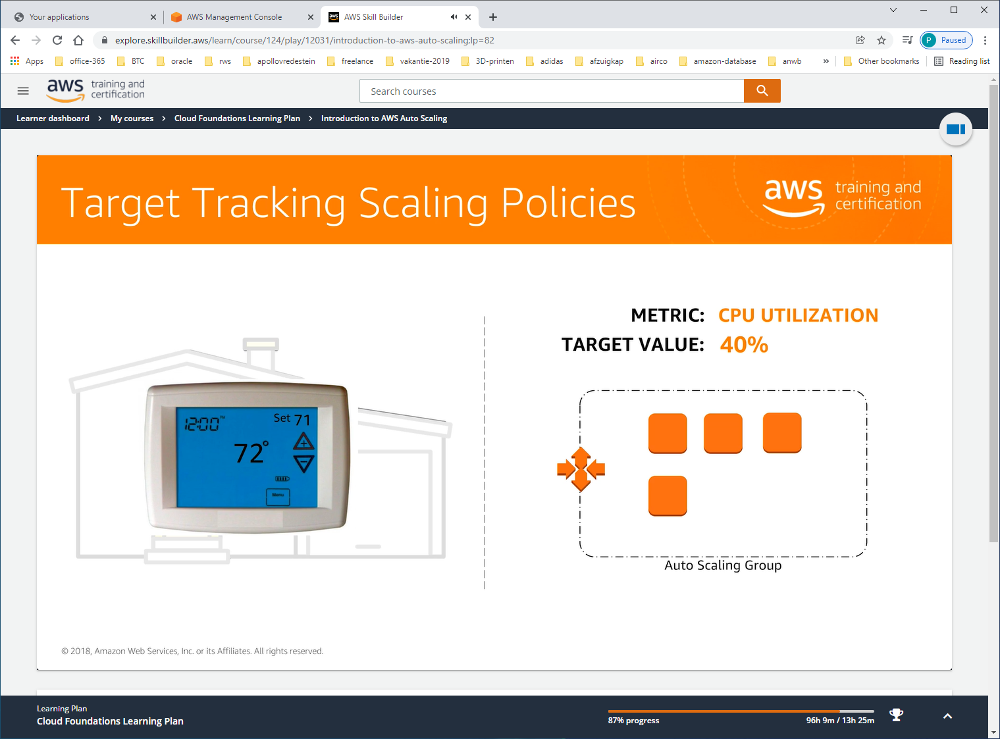 Your applications
AWS Management Console
aws
AWS Skill Builder
explore.skillbuilder.aws/learn/course/124/play/12031/introduction-to-aws-auto-scaling;lp=82
P Paused
Apps
office-365
BTC
oracle
rws
apollovredestein
freelance
vakantie-2019
3D-printen
adidas
afzuigkap
airco
amazon-database
anwb
»
Other bookmarks
Reading list
aws training and
certification
Search courses
Learner dashboard > My courses > Cloud Foundations Learning Plan > Introduction to AWS Auto Scaling
Target Tracking Scaling Policies
aws training and
certification
METRIC: CPU UTILIZATION
TARGET VALUE: 40%
12:00 PM
Set 71
72°
Menu
Auto Scaling Group
© 2018, Amazon Web Services, Inc. or its Affiliates. All rights reserved.
Learning Plan
Cloud Foundations Learning Plan
87% progress
96h 9m / 13h 25m